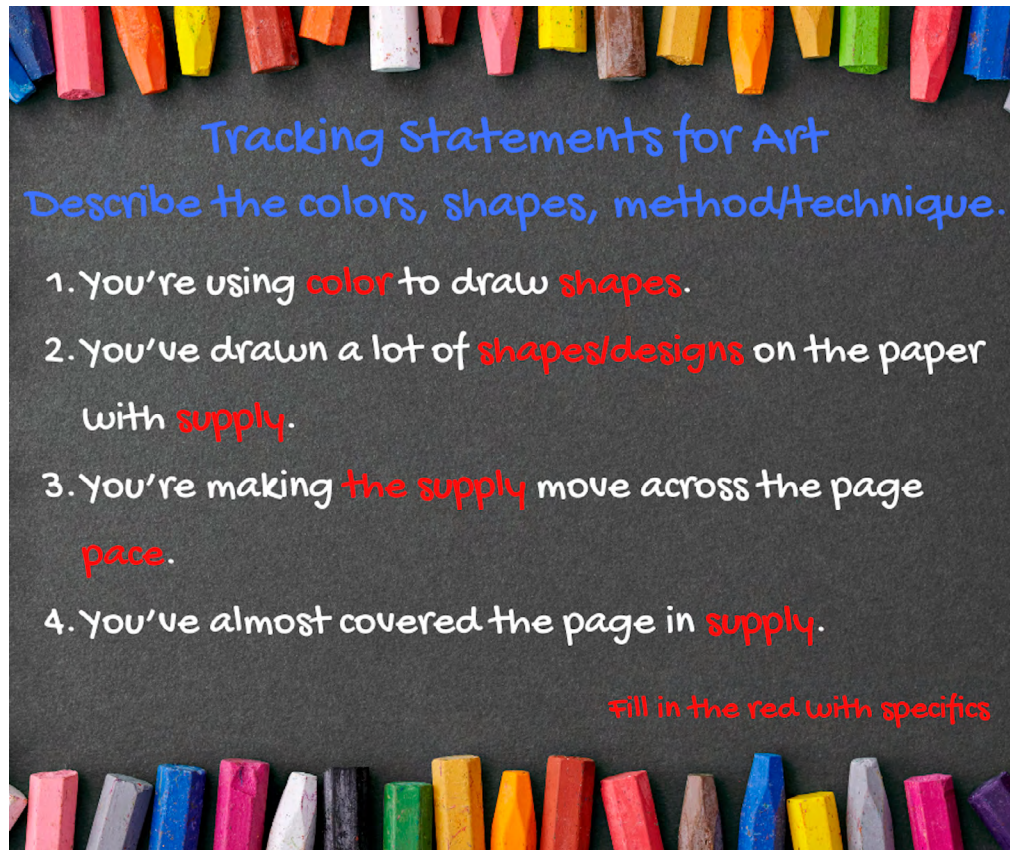 Tracking Statements for Art
Describe the colors, shapes, method/technique.
1. You're using color to draw shapes.
2. You've drawn a lot of shapes/designs on the paper
with supply.
3. You're making the supply move across the page
pace.
4. You've almost covered the page in supply.
Fill in the red with specifics